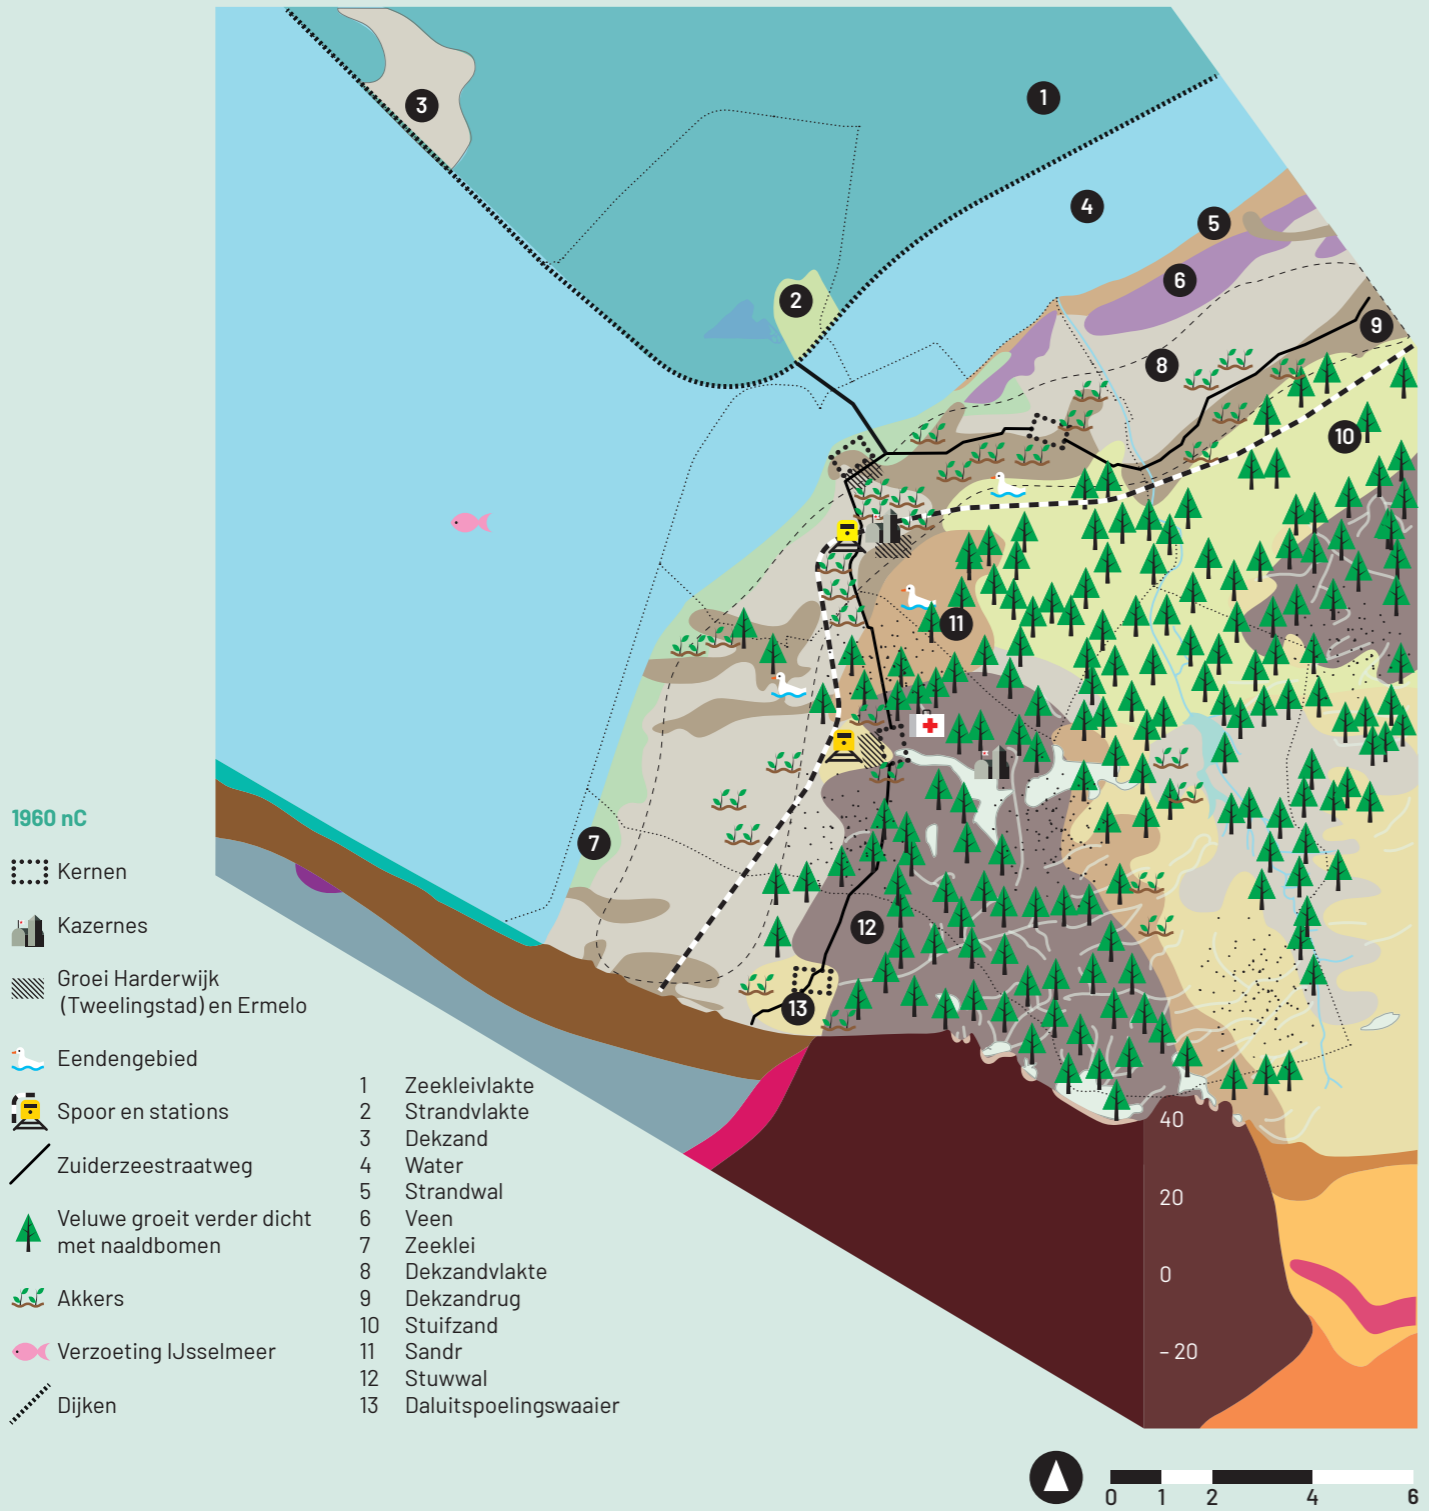 1
3
4
2
5
6
9
8
10
11
7
12
13
1960 nC
Kernen
Kazernes
Groei Harderwijk
(Tweelingstad) en Ermelo
Eendengebied
Spoor en stations
Zuiderzeestraatweg
Veluwe groeit verder dicht
met naaldbomen
Akkers
Verzoeting IJsselmeer
Dijken
1 Zeekleivlakte
2 Strandvlakte
3 Dekzand
4 Water
5 Strandwal
6 Veen
7 Zeeklei
8 Dekzandvlakte
9 Dekzandrug
10 Stuifzand
11 Sandr
12 Stuwwal
13 Daluitspoelingswaaier
40
20
0
– 20
0 1 2 4 6